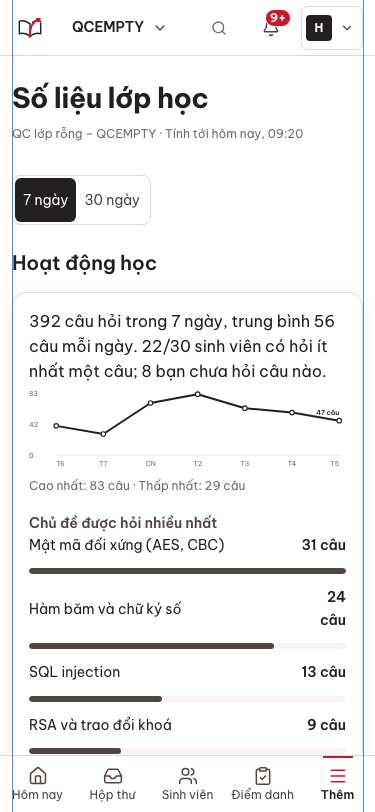 QCEMPTY
9+
H
Số liệu lớp học
QC lớp rỗng – QCEMPTY · Tính tới hôm nay, 09:20
7 ngày
30 ngày
Hoạt động học
392 câu hỏi trong 7 ngày, trung bình 56
câu mỗi ngày. 22/30 sinh viên có hỏi ít
nhất một câu; 8 bạn chưa hỏi câu nào.
83
42
0
47 câu
T6 T7 CN T2 T3 T4 T5
Cao nhất: 83 câu · Thấp nhất: 29 câu
Chủ đề được hỏi nhiều nhất
Mật mã đối xứng (AES, CBC) 31 câu
Hàm băm và chữ ký số 24
câu
SQL injection 13 câu
RSA và trao đổi khoá 9 câu
Hôm nay Hộp thư Sinh viên Điểm danh Thêm